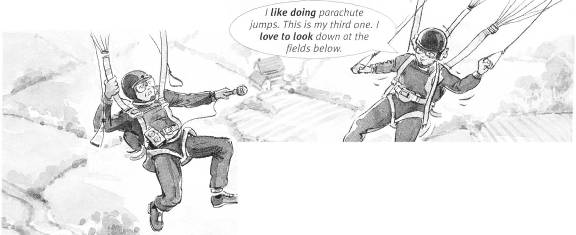 I like doing parachute
jumps. This is my third one. I
love to look down at the
fields below.